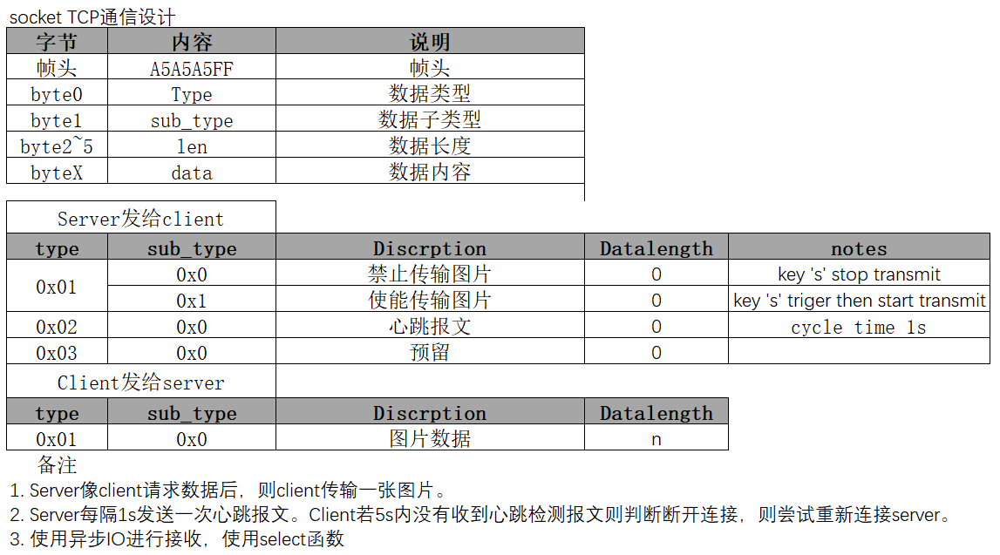 socket TCP通信设计
字节 内容 说明
帧头 A5A5A5FF 帧头
byte0 Type 数据类型
byte1 sub_type 数据子类型
byte2~5 len 数据长度
byteX data 数据内容
Server发给client
type sub_type Discrption Datalength notes
0x01 0x0 禁止传输图片 0 key 's' stop transmit
0x1 使能传输图片 0 key 's' triger then start transmit
0x02 0x0 心跳报文 0 cycle time 1s
0x03 0x0 预留 0
Client发给server
type sub_type Discrption Datalength
0x01 0x0 图片数据 n
备注
1. Server像client请求数据后，则client传输一张图片。
2. Server每隔1s发送一次心跳报文。Client若5s内没有收到心跳检测报文则判断断开连接，则尝试重新连接server。
3. 使用异步IO进行接收，使用select函数